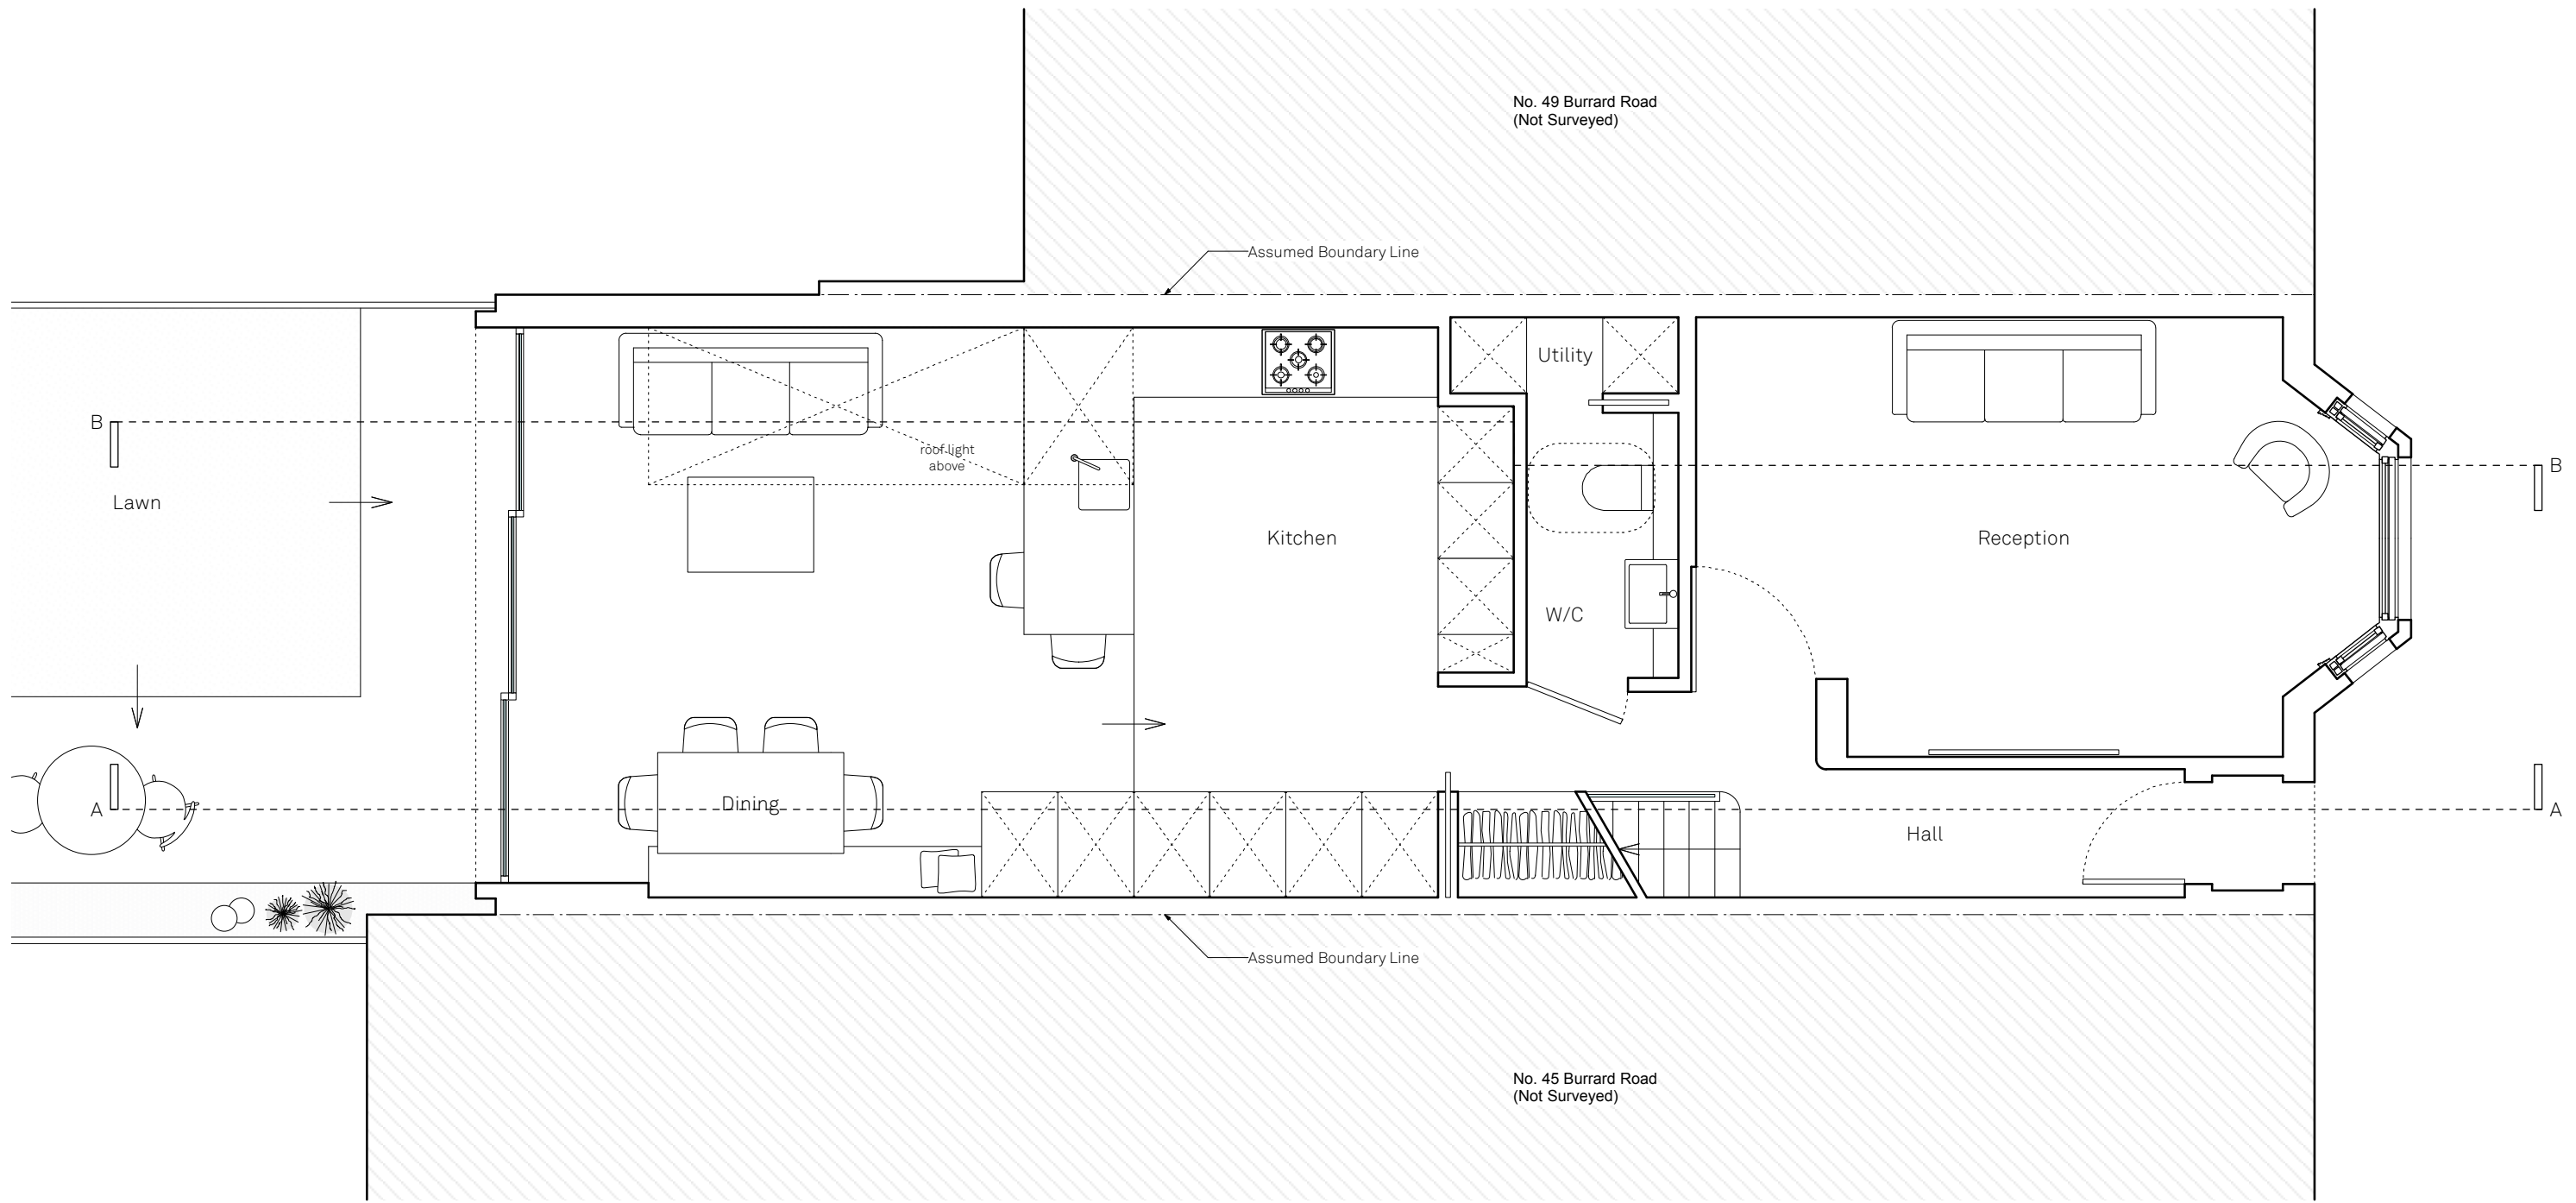 No. 49 Burrard Road
(Not Surveyed)
Assumed Boundary Line
Utility
B
roof light
above
B
Lawn
Kitchen
Reception
W/C
Dining
A
A
Hall
Assumed Boundary Line
No. 45 Burrard Road
(Not Surveyed)